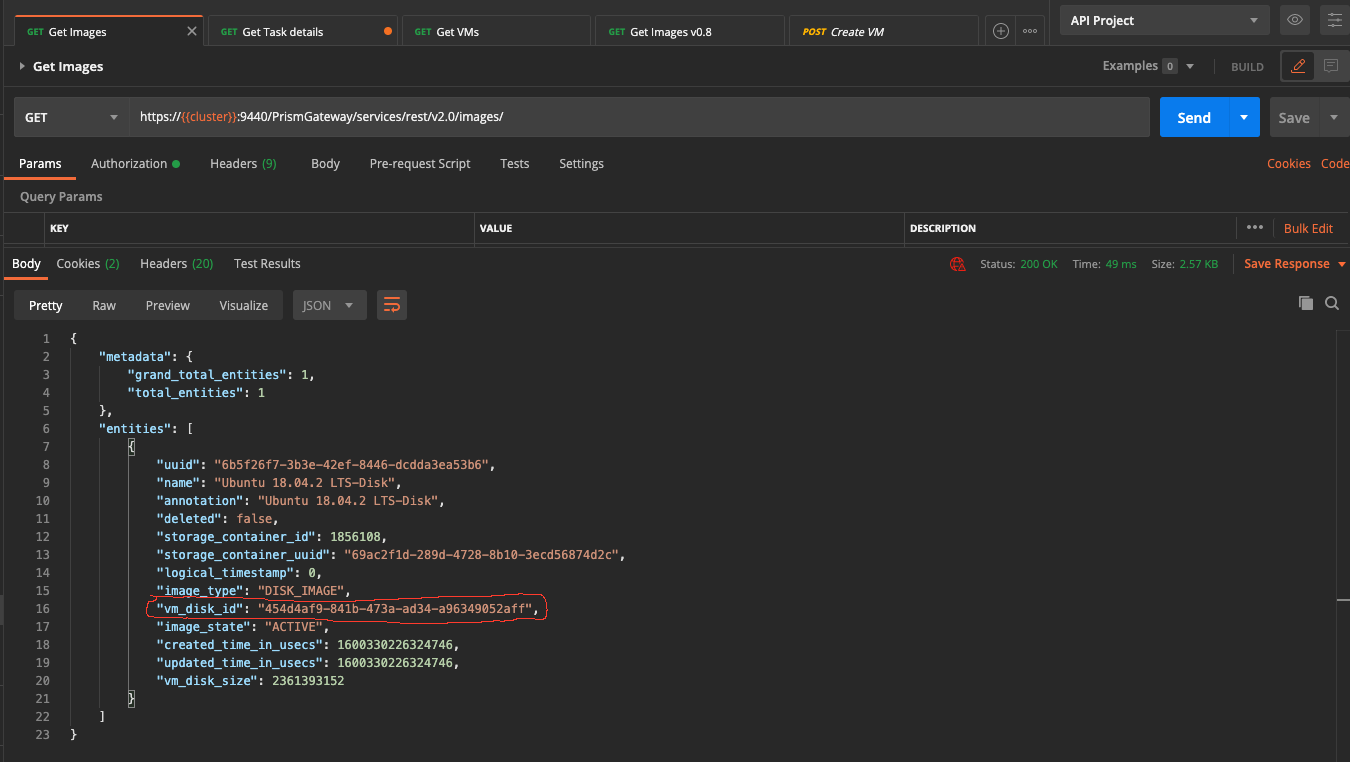 GET Get Images
GET Get Task details
GET Get VMs
GET Get Images v0.8
POST Create VM
API Project
Get Images
Examples 0
BUILD
GET
https://{{cluster}}:9440/PrismGateway/services/rest/v2.0/images/
Send
Save
Params Authorization Headers (9) Body Pre-request Script Tests Settings Cookies Code
Query Params
KEY VALUE DESCRIPTION Bulk Edit
Body Cookies (2) Headers (20) Test Results Status: 200 OK Time: 49 ms Size: 2.57 KB Save Response
Pretty Raw Preview Visualize JSON
1 {
2 "metadata": {
3 "grand_total_entities": 1,
4 "total_entities": 1
5 },
6 "entities": [
7 {
8 "uuid": "6b5f26f7-3b3e-42ef-8446-dcdda3ea53b6",
9 "name": "Ubuntu 18.04.2 LTS-Disk",
10 "annotation": "Ubuntu 18.04.2 LTS-Disk",
11 "deleted": false,
12 "storage_container_id": 1856108,
13 "storage_container_uuid": "69ac2f1d-289d-4728-8b10-3ecd56874d2c",
14 "logical_timestamp": 0,
15 "image_type": "DISK_IMAGE",
16 "vm_disk_id": "454d4af9-841b-473a-ad34-a96349052aff",
17 "image_state": "ACTIVE",
18 "created_time_in_usecs": 1600330226324746,
19 "updated_time_in_usecs": 1600330226324746,
20 "vm_disk_size": 2361393152
21 }
22 ]
23 }